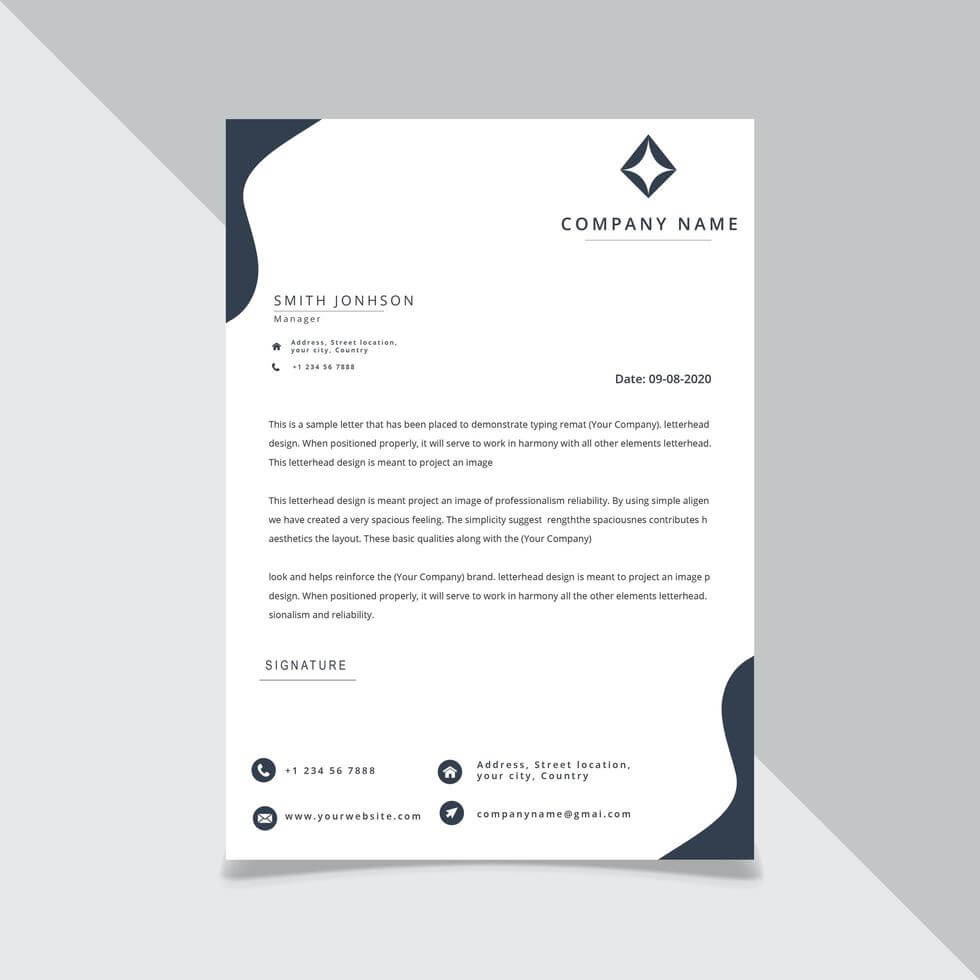 COMPANY NAME
SMITH JONHSON
Manager
Address, Street location,
your city, Country
+1 234 56 7888
Date: 09-08-2020
This is a sample letter that has been placed to demonstrate typing remat (Your Company). letterhead
design. When positioned properly, it will serve to work in harmony with all other elements letterhead.
This letterhead design is meant to project an image
This letterhead design is meant project an image of professionalism reliability. By using simple aligen
we have created a very spacious feeling. The simplicity suggest rengththe spaciousnes contributes h
aesthetics the layout. These basic qualities along with the (Your Company)
look and helps reinforce the (Your Company) brand. letterhead design is meant to project an image p
design. When positioned properly, it will serve to work in harmony all the other elements letterhead.
sionalism and reliability.
SIGNATURE
+1 234 56 7888
Address, Street location,
your city, Country
www.yourwebsite.com
companyname@gmai.com